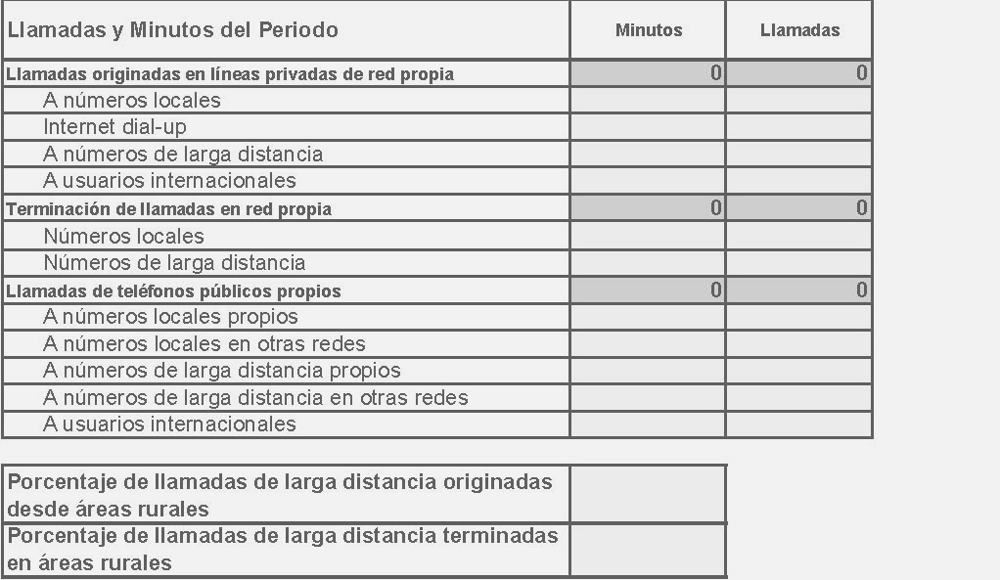 Llamadas y Minutos del Periodo Minutos Llamadas
Llamadas originadas en líneas privadas de red propia 0 0
A números locales
Internet dial-up
A números de larga distancia
A usuarios internacionales
Terminación de llamadas en red propia 0 0
Números locales
Números de larga distancia
Llamadas de teléfonos públicos propios 0 0
A números locales propios
A números locales en otras redes
A números de larga distancia propios
A números de larga distancia en otras redes
A usuarios internacionales
Porcentaje de llamadas de larga distancia originadas
desde áreas rurales
Porcentaje de llamadas de larga distancia terminadas
en áreas rurales